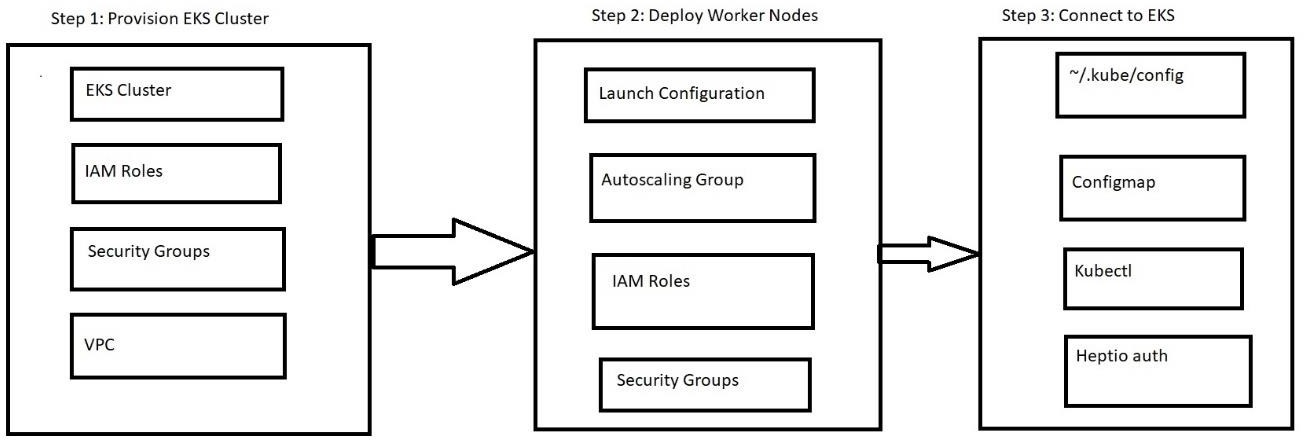 Step 1: Provision EKS Cluster
EKS Cluster
IAM Roles
Security Groups
VPC
Step 2: Deploy Worker Nodes
Launch Configuration
Autoscaling Group
IAM Roles
Security Groups
Step 3: Connect to EKS
~/.kube/config
Configmap
Kubectl
Heptio auth